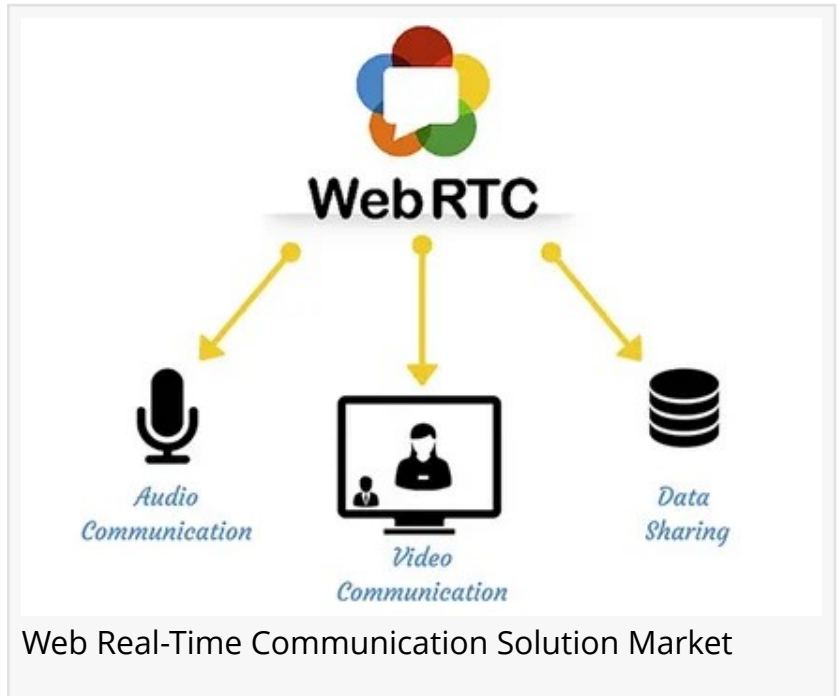 WebRTC
Audio
Communication
Video
Communication
Data
Sharing
Web Real-Time Communication Solution Market